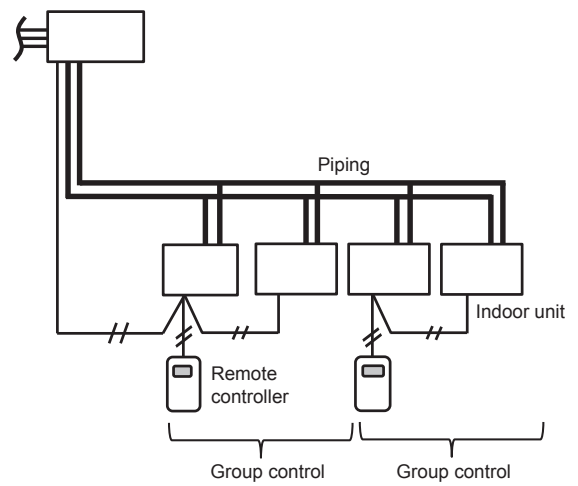 Piping
Indoor unit
Remote
controller
Group control
Group control